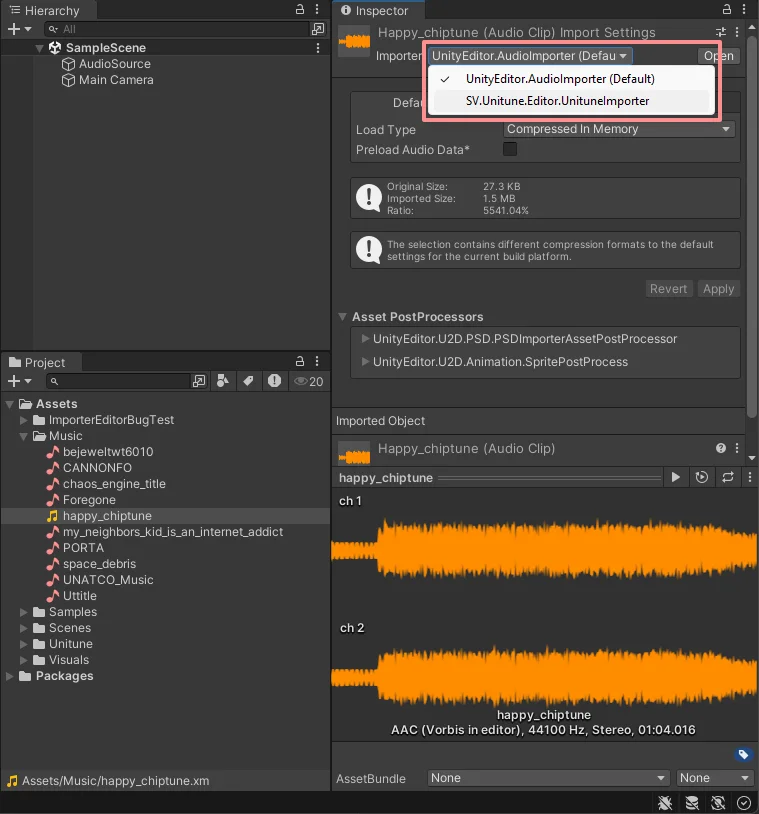 Hierarchy
All
SampleScene
AudioSource
Main Camera
Project
20
Assets
ImporterEditorBugTest
Music
bejeweltwt6010
CANNONFO
chaos_engine_title
Foregone
happy_chiptune
my_neighbors_kid_is_an_internet_addict
PORTA
space_debris
UNATCO_Music
Uttitle
Samples
Scenes
Unitune
Visuals
Packages
Assets/Music/happy_chiptune.xm
Inspector
Happy_chiptune (Audio Clip) Import Settings
Importer UnityEditor.AudioImporter (Defau Open
UnityEditor.AudioImporter (Default)
SV.Unitune.Editor.UnituneImporter
Defau
Load Type Compressed In Memory
Preload Audio Data*
Original Size: 27.3 KB
Imported Size: 1.5 MB
Ratio: 5541.04%
The selection contains different compression formats to the default
settings for the current build platform.
Revert Apply
Asset PostProcessors
UnityEditor.U2D.PSD.PSDImporterAssetPostProcessor
UnityEditor.U2D.Animation.SpritePostProcess
Imported Object
Happy_chiptune (Audio Clip)
happy_chiptune
ch 1
ch 2
happy_chiptune
AAC (Vorbis in editor), 44100 Hz, Stereo, 01:04.016
AssetBundle None None